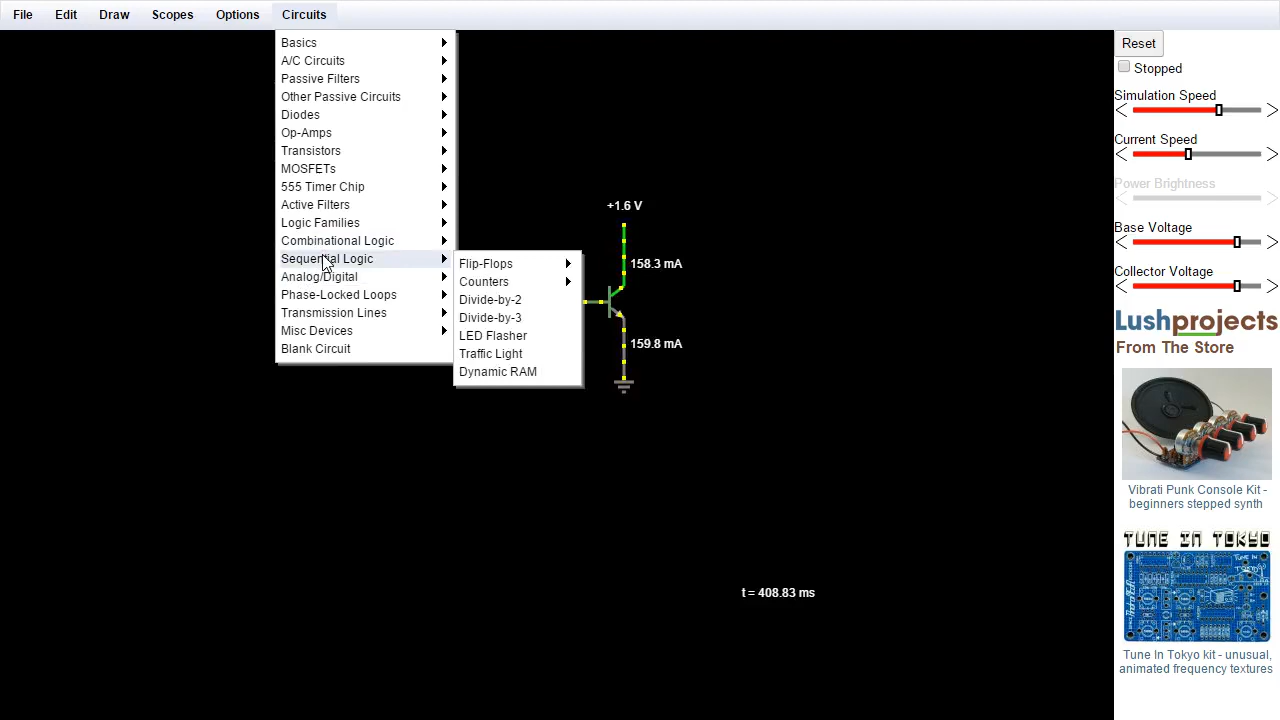 File Edit Draw Scopes Options Circuits
Basics
A/C Circuits
Passive Filters
Other Passive Circuits
Diodes
Op-Amps
Transistors
MOSFETs
555 Timer Chip
Active Filters
Logic Families
Combinational Logic
Sequential Logic
Analog/Digital
Phase-Locked Loops
Transmission Lines
Misc Devices
Blank Circuit
Flip-Flops
Counters
Divide-by-2
Divide-by-3
LED Flasher
Traffic Light
Dynamic RAM
+1.6 V
158.3 mA
159.8 mA
t = 408.83 ms
Reset
Stopped
Simulation Speed
Current Speed
Power Brightness
Base Voltage
Collector Voltage
Lushprojects
From The Store
Vibrati Punk Console Kit -
beginners stepped synth
TUNE IN TOKYO
Tune In Tokyo kit - unusual,
animated frequency textures